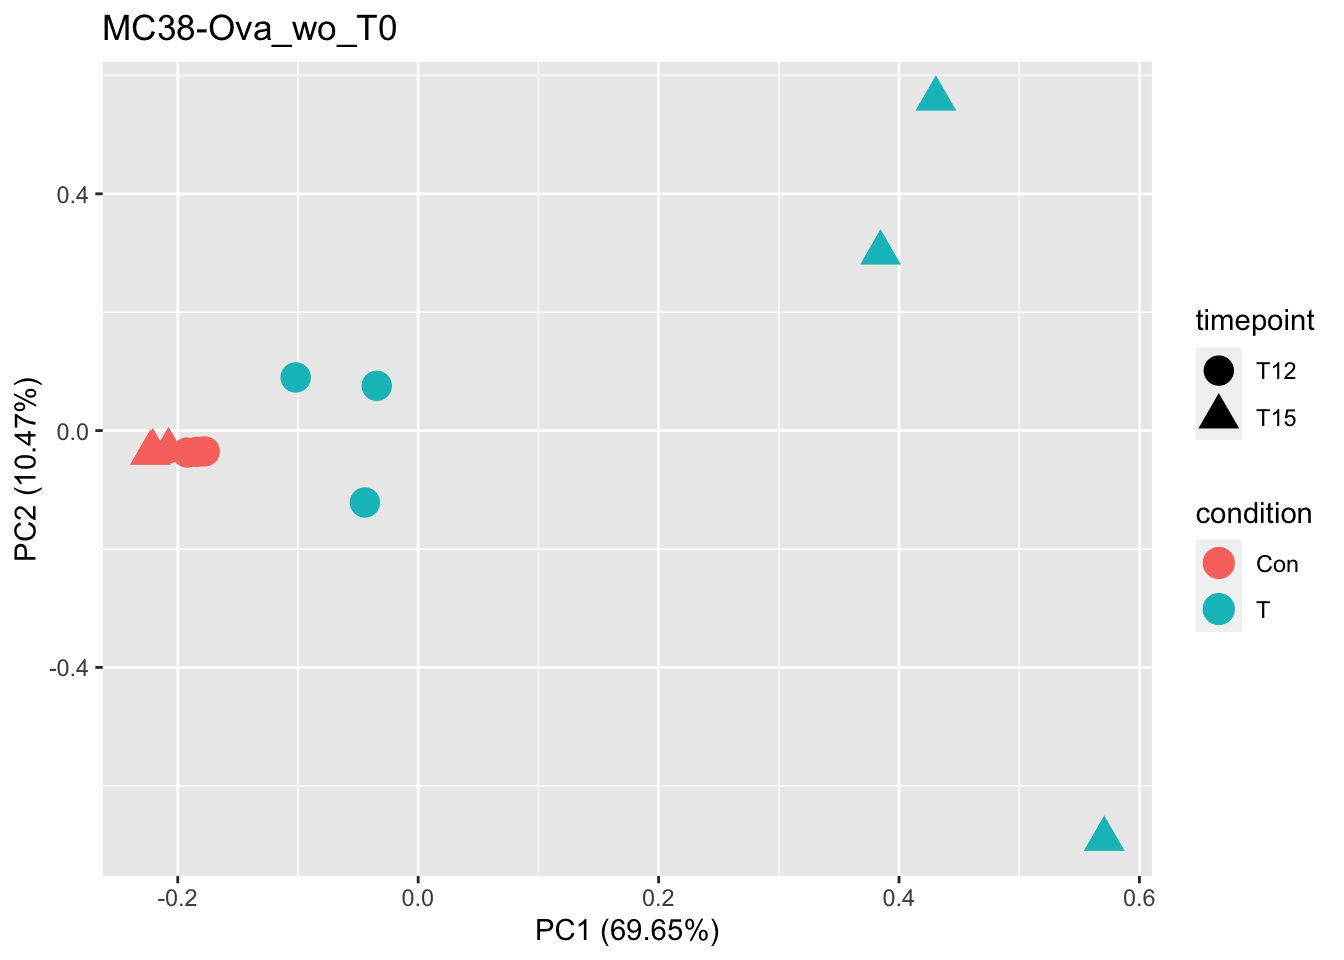 MC38-Ova_wo_T0
PC2 (10.47%)
0.4
0.0
-0.4
-0.2
0.0
0.2
0.4
0.6
PC1 (69.65%)
timepoint
T12
T15
condition
Con
T